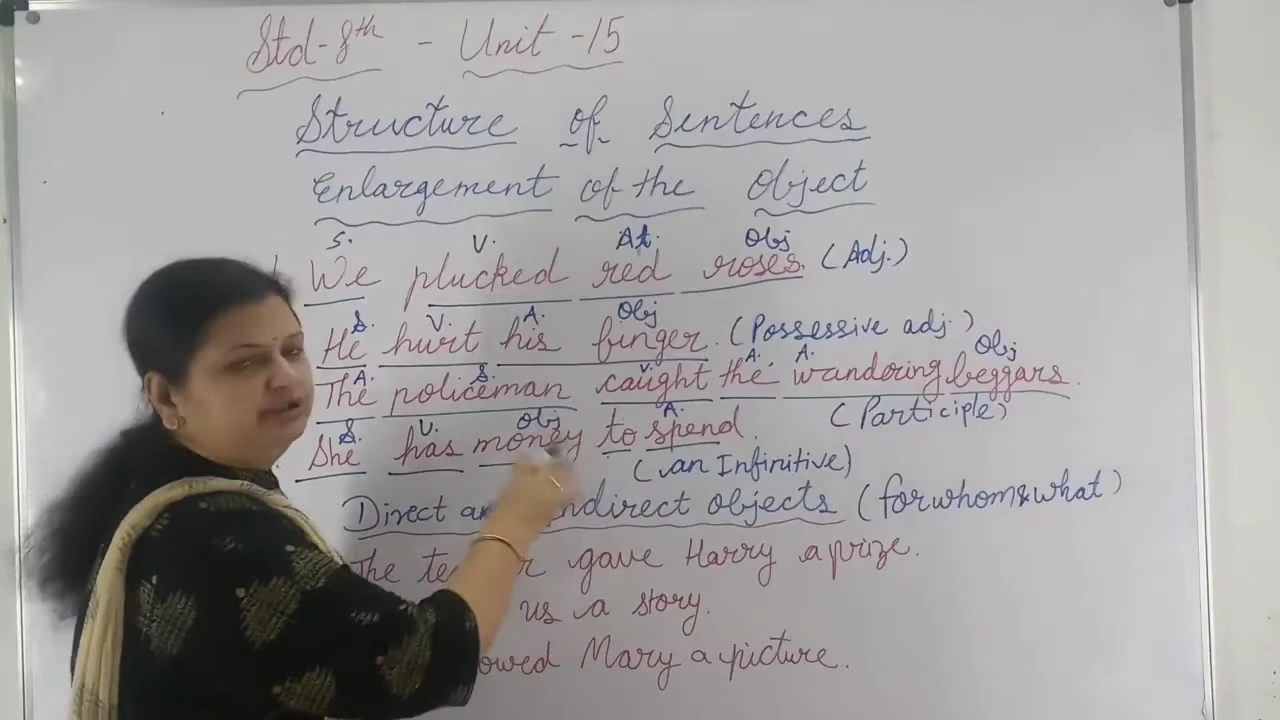 Std-8th - Unit -15
Structure of Sentences
Enlargement of the Object
S. V. At. Obj
We plucked red roses. (Adj.)
S. V. A. Obj
He hurt his finger. (Possessive adj.)
A. S. V. A. A. Obj
The policeman caught the wandering beggars.
(Participle)
S. V. Obj A.
She has money to spend.
(an Infinitive)
Direct indirect objects (for whom & what)
The gave Harry a prize.
us a story.
Mary a picture.